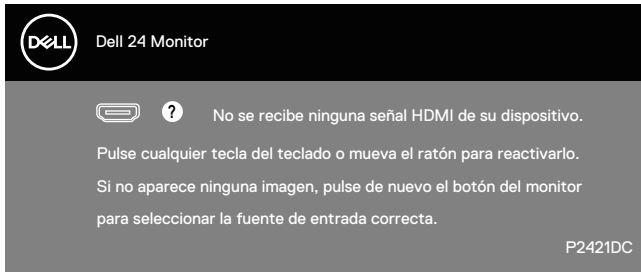 DELL
Dell 24 Monitor
? No se recibe ninguna señal HDMI de su dispositivo.
Pulse cualquier tecla del teclado o mueva el ratón para reactivarlo.
Si no aparece ninguna imagen, pulse de nuevo el botón del monitor
para seleccionar la fuente de entrada correcta.
P2421DC